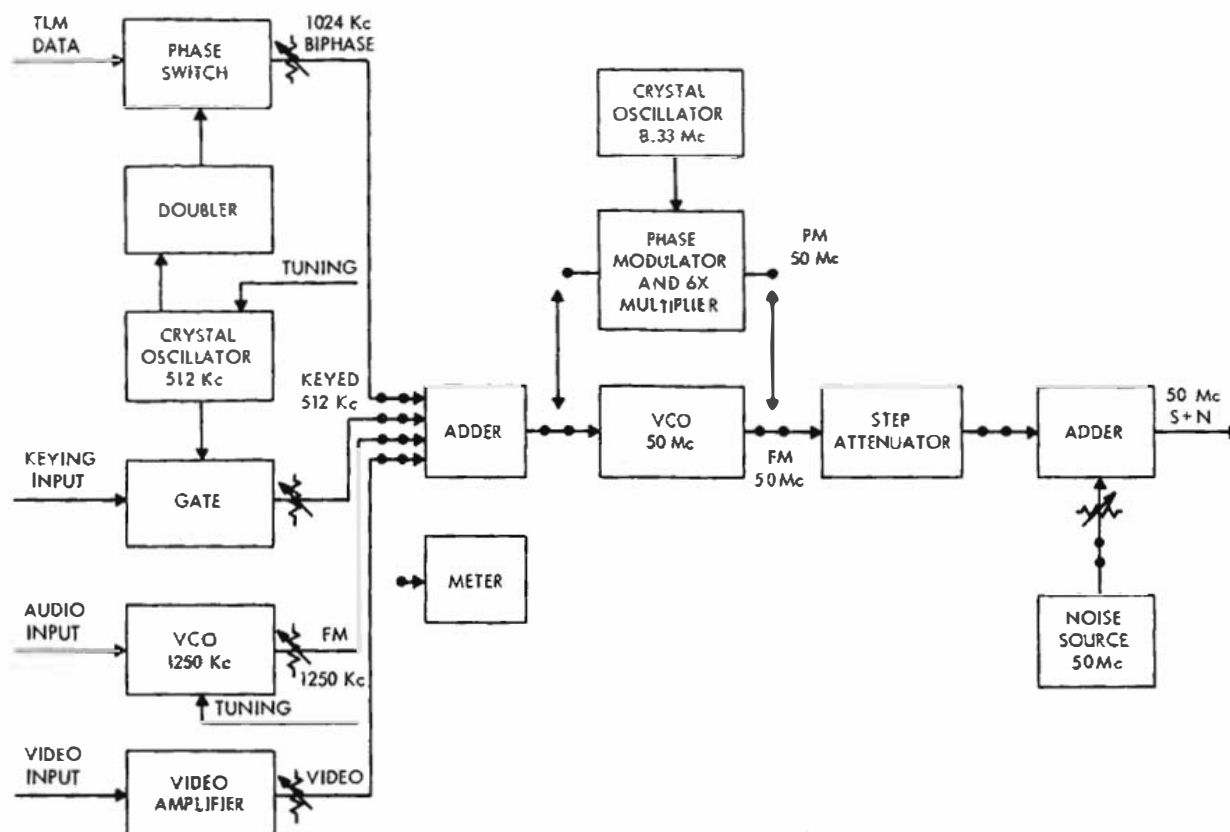 TLM
DATA
PHASE
SWITCH
1024 Kc
BIPHASE
DOUBLER
TUNING
CRYSTAL
OSCILLATOR
512 Kc
KEYED
512 Kc
KEYING
INPUT
GATE
AUDIO
INPUT
VCO
1250 Kc
FM
1250 Kc
TUNING
VIDEO
INPUT
VIDEO
AMPLIFIER
VIDEO
CRYSTAL
OSCILLATOR
8.33 Mc
PHASE
MODULATOR
AND 6X
MULTIPLIER
PM
50 Mc
ADDER
VCO
50 Mc
FM
50 Mc
STEP
ATTENUATOR
ADDER
50 Mc
S+N
METER
NOISE
SOURCE
50 Mc